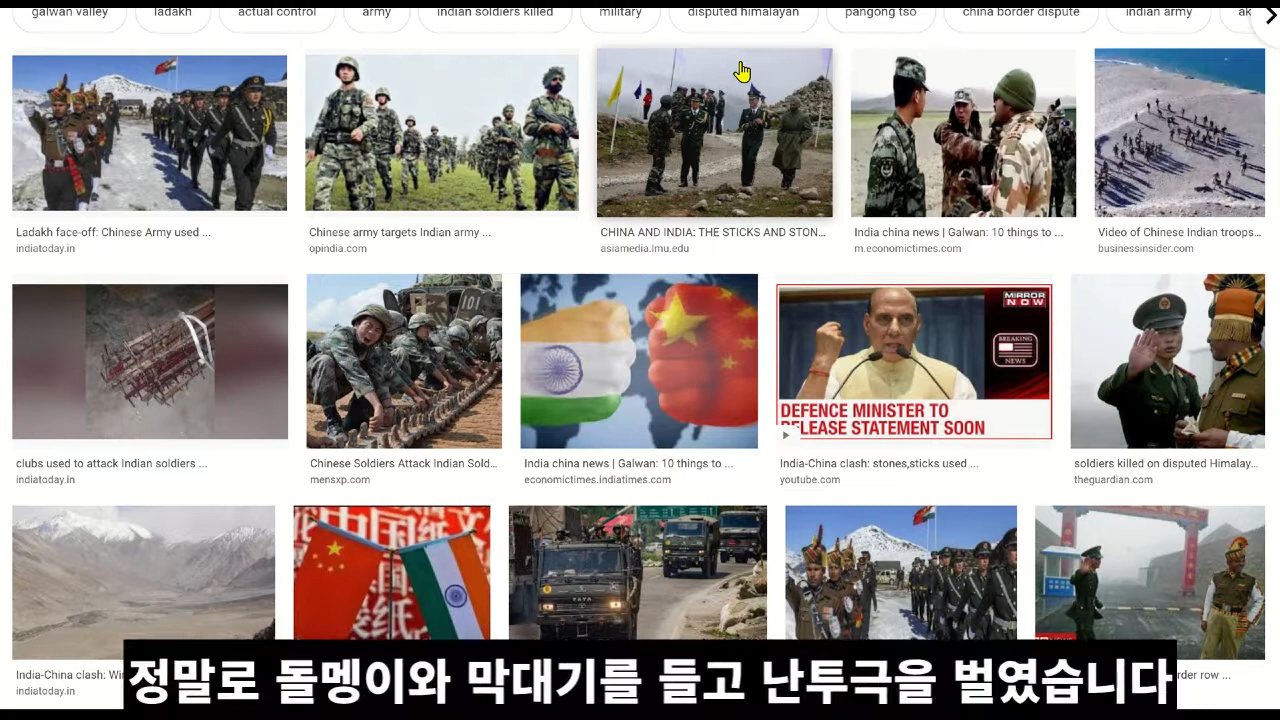 galwan valley
ladakh
actual control
army
indian soldiers killed
military
disputed himalayan
pangong tso
china border dispute
indian army
Ladakh face-off: Chinese Army used ...
indiatoday.in
Chinese army targets Indian army ...
opindia.com
CHINA AND INDIA: THE STICKS AND STON...
asiamedia.lmu.edu
India china news | Galwan: 10 things to ...
m.economictimes.com
Video of Chinese Indian troops...
businessinsider.com
101
MIRROR
NOW
BREAKING
NEWS
DEFENCE MINISTER TO
RELEASE STATEMENT SOON
clubs used to attack Indian soldiers ...
indiatoday.in
Chinese Soldiers Attack Indian Sold...
mensxp.com
India china news | Galwan: 10 things to ...
economictimes.indiatimes.com
India-China clash: stones,sticks used ...
youtube.com
soldiers killed on disputed Himalay...
theguardian.com
TATA
India-China clash:
indiatoday.in
rder row ...
정말로 돌멩이와 막대기를 들고 난투극을 벌였습니다